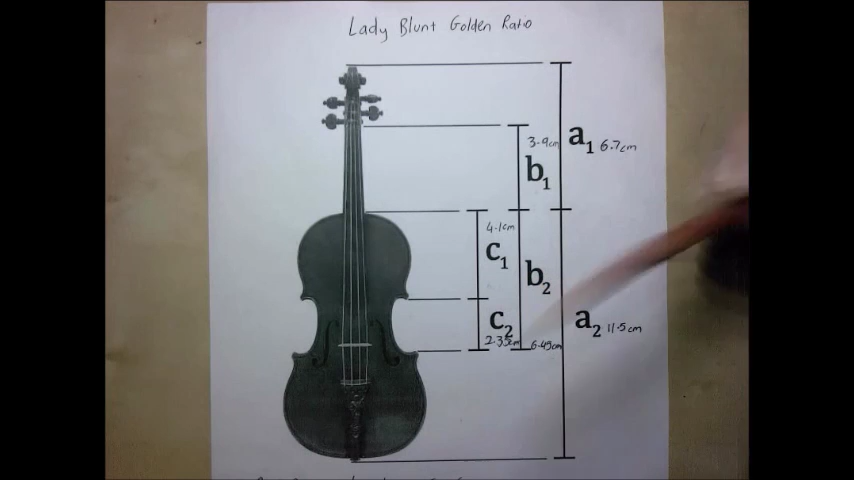 Lady Blunt Golden Ratio
3.9cm
a1 6.7cm
b1
4.1cm
c1
b2
c2
a2 11.5cm
2.35cm
6.45cm